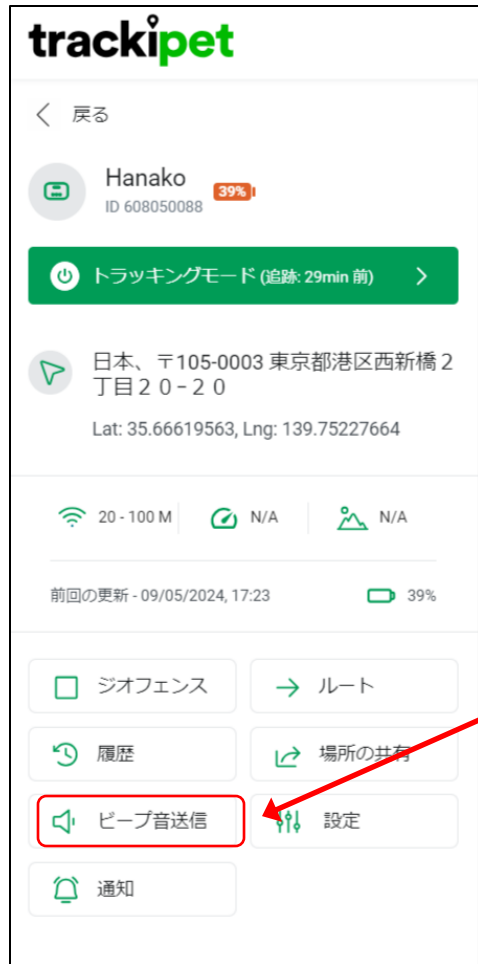 trackipet
戻る
Hanako
39%
ID 608050088
トラッキングモード (追跡: 29min 前)
日本、〒105-0003 東京都港区西新橋２
丁目２０−２０
Lat: 35.66619563, Lng: 139.75227664
20 - 100 M N/A N/A
前回の更新 - 09/05/2024, 17:23 39%
ジオフェンス ルート
履歴 場所の共有
ビープ音送信 設定
通知